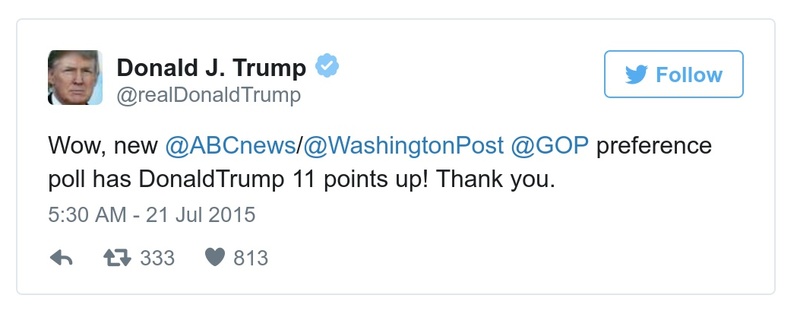 Donald J. Trump
@realDonaldTrump
Follow
Wow, new @ABCnews/@WashingtonPost @GOP preference
poll has DonaldTrump 11 points up! Thank you.
5:30 AM - 21 Jul 2015
333
813